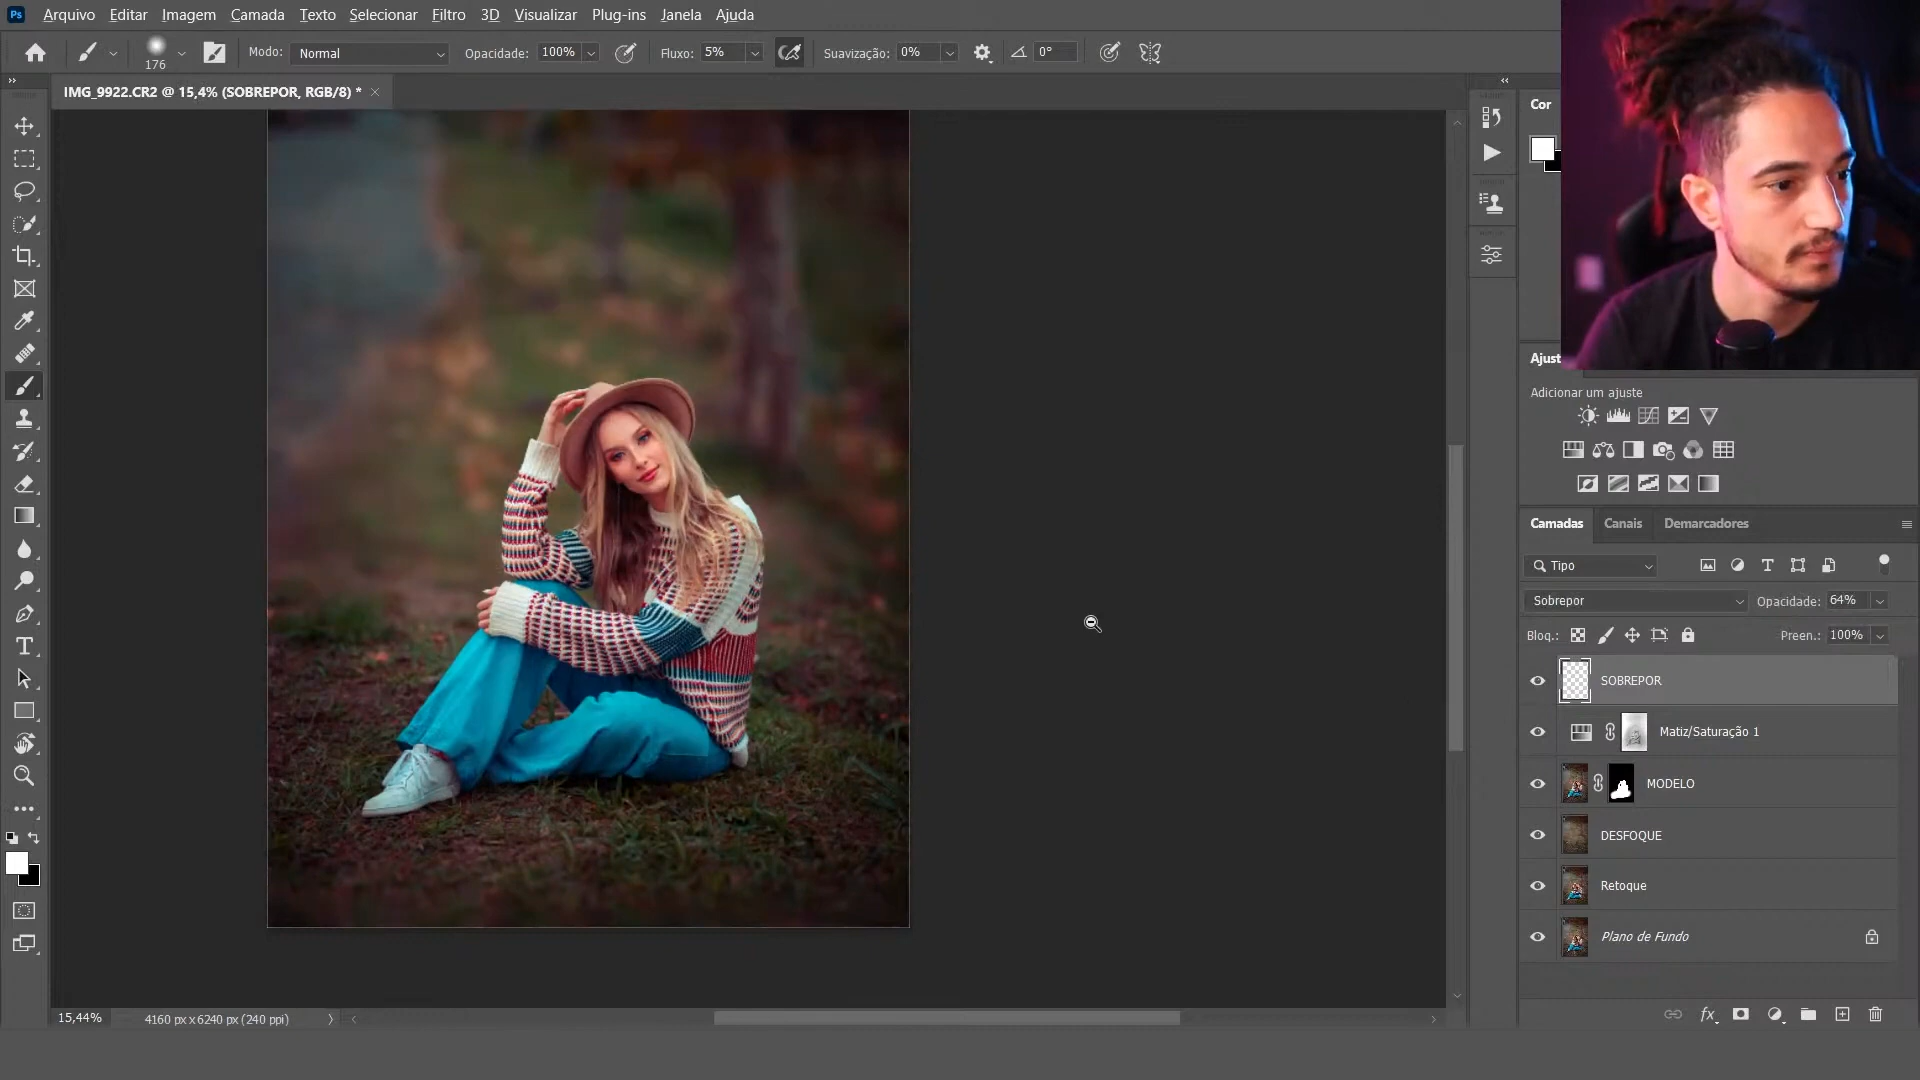 Ps Arquivo Editar Imagem Camada Texto Selecionar Filtro 3D Visualizar Plug-ins Janela Ajuda
176 Modo: Normal Opacidade: 100% Fluxo: 5% Suavização: 0% 0°
IMG_9922.CR2 @ 15,4% (SOBREPOR, RGB/8) *
Cor
Ajust
Adicionar um ajuste
Camadas Canais Demarcadores
Tipo
Sobrepor Opacidade: 64%
Bloq.: Preen.: 100%
SOBREPOR
Matiz/Saturação 1
MODELO
DESFOQUE
Retoque
Plano de Fundo
fx
15,44% 4160 px x 6240 px (240 ppi)